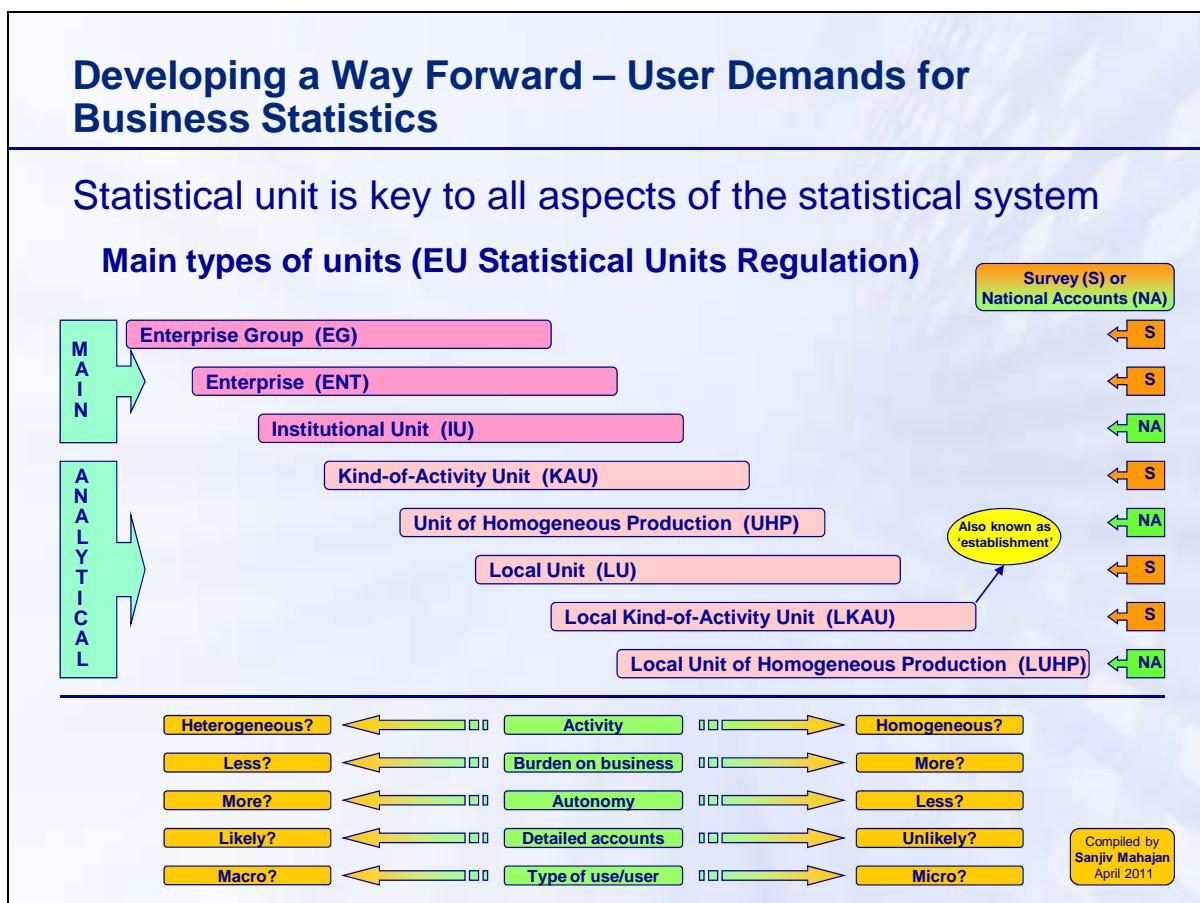 Developing a Way Forward – User Demands for
Business Statistics
Statistical unit is key to all aspects of the statistical system
Main types of units (EU Statistical Units Regulation)
Survey (S) or
National Accounts (NA)
MAIN
Enterprise Group (EG)
S
Enterprise (ENT)
S
Institutional Unit (IU)
NA
ANALYTICAL
Kind-of-Activity Unit (KAU)
S
Unit of Homogeneous Production (UHP)
NA
Also known as
‘establishment’
Local Unit (LU)
S
Local Kind-of-Activity Unit (LKAU)
S
Local Unit of Homogeneous Production (LUHP)
NA
Heterogeneous?
Activity
Homogeneous?
Less?
Burden on business
More?
More?
Autonomy
Less?
Likely?
Detailed accounts
Unlikely?
Macro?
Type of use/user
Micro?
Compiled by
Sanjiv Mahajan
April 2011